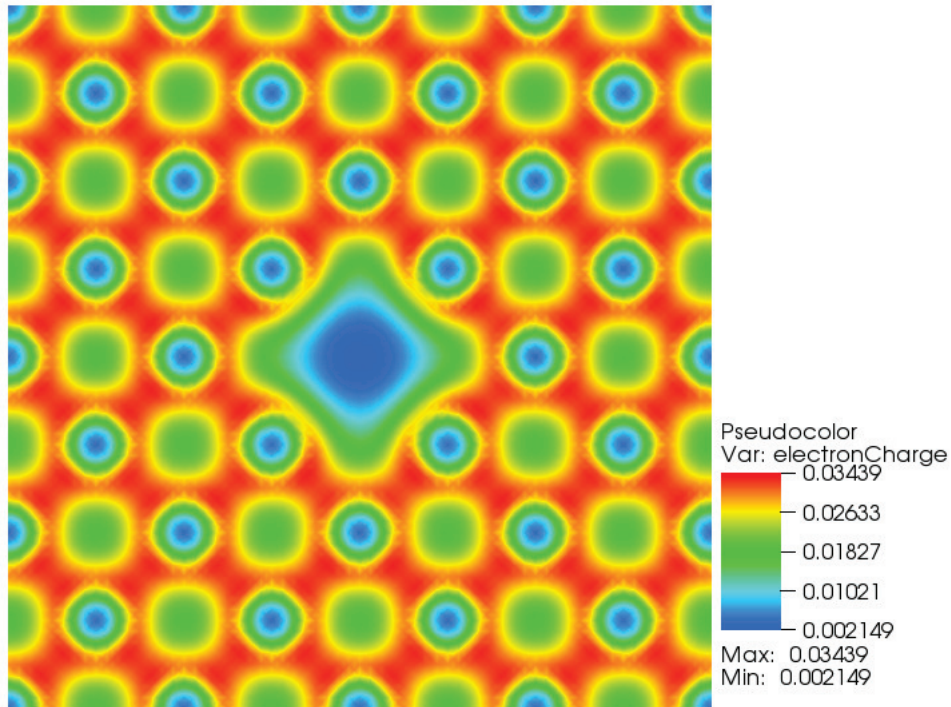 Pseudocolor
Var: electronCharge
0.03439
0.02633
0.01827
0.01021
0.002149
Max: 0.03439
Min: 0.002149